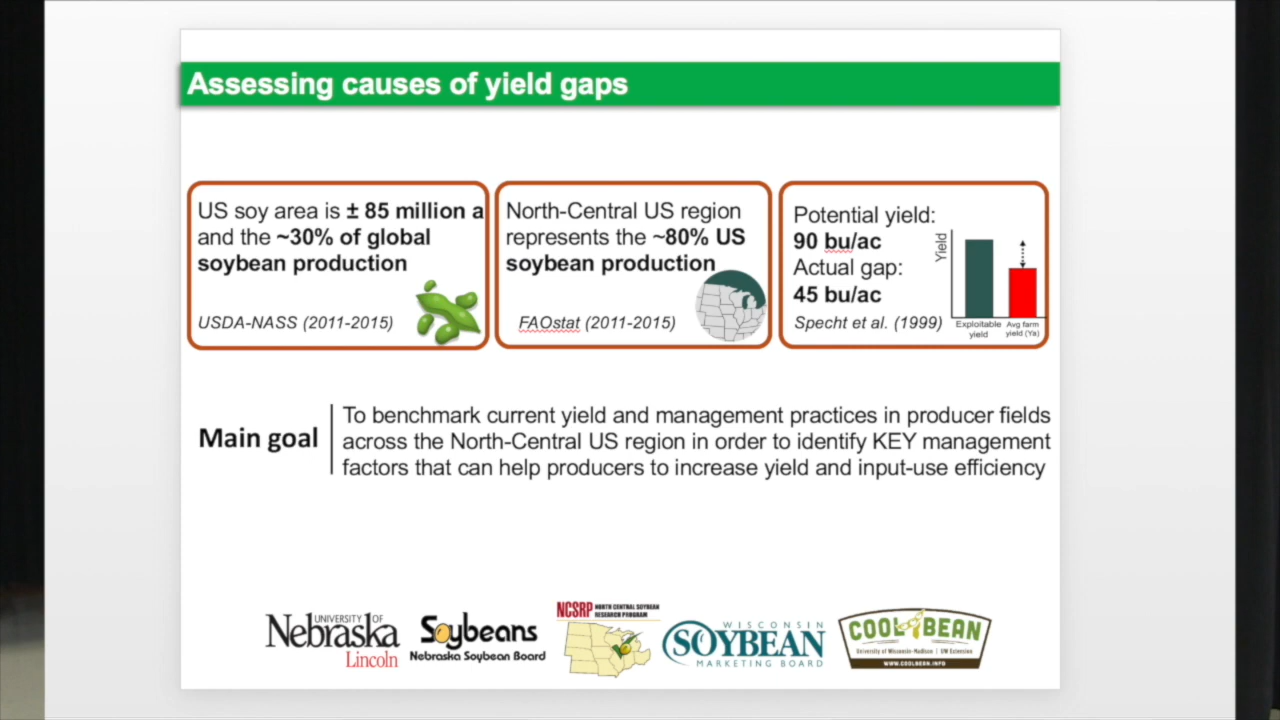 Assessing causes of yield gaps
US soy area is ± 85 million a
and the ~30% of global
soybean production
USDA-NASS (2011-2015)
North-Central US region
represents the ~80% US
soybean production
FAOstat (2011-2015)
Potential yield:
90 bu/ac
Actual gap:
45 bu/ac
Specht et al. (1999)
Yield
Exploitable
yield
Avg farm
yield (Ya)
Main goal
To benchmark current yield and management practices in producer fields
across the North-Central US region in order to identify KEY management
factors that can help producers to increase yield and input-use efficiency
UNIVERSITY OF
Nebraska
Lincoln
Soybeans
Nebraska Soybean Board
NCSRP NORTH CENTRAL SOYBEAN
RESEARCH PROGRAM
WISCONSIN
SOYBEAN
MARKETING BOARD
COOL BEAN
University of Wisconsin-Madison | UW Extension
WWW.COOLBEAN.INFO